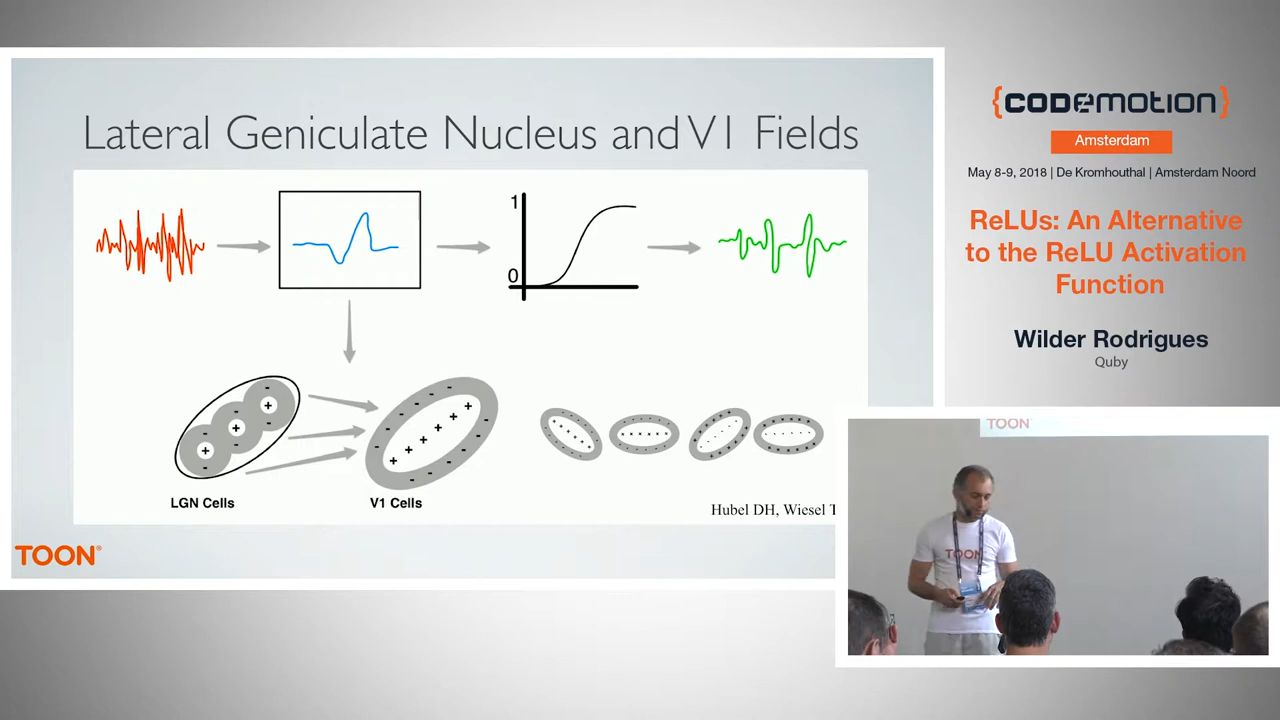 Lateral Geniculate Nucleus and V1 Fields
1
0
- + - + - +
LGN Cells
V1 Cells
Hubel DH, Wiesel T
TOON®
{CODEMOTION}
Amsterdam
May 8-9, 2018 | De Kromhouthal | Amsterdam Noord
ReLUs: An Alternative
to the ReLU Activation
Function
Wilder Rodrigues
Quby
TOON
TOON